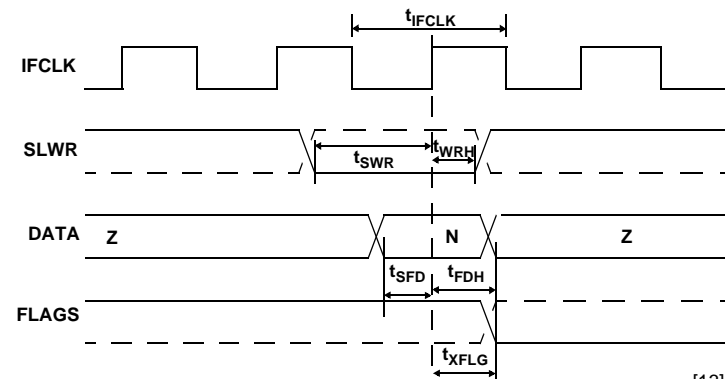 tIFCLK
IFCLK
SLWR
tSWR
tWRH
DATA
Z
N
Z
tSFD
tFDH
FLAGS
tXFLG